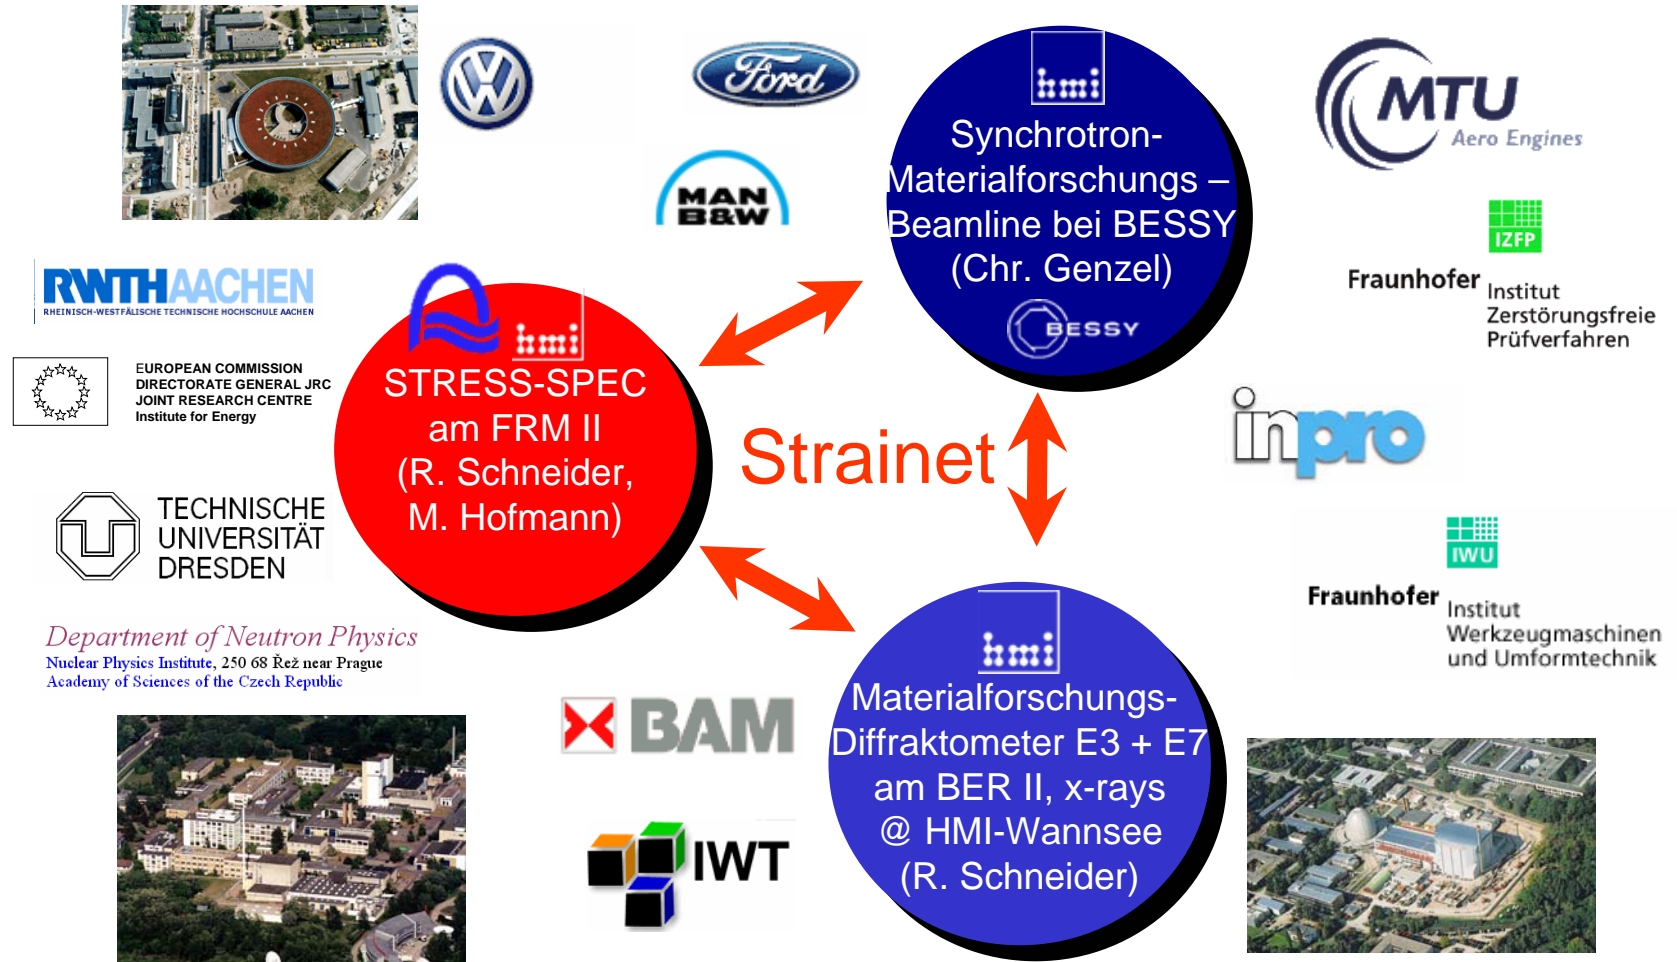 VW
Ford
MAN
B&W
hmi
Synchrotron-
Materialforschungs –
Beamline bei BESSY
(Chr. Genzel)
BESSY
MTU
Aero Engines
IZFP
Fraunhofer
Institut
Zerstörungsfreie
Prüfverfahren
RWTHAACHEN
RHEINISCH-WESTFÄLISCHE TECHNISCHE HOCHSCHULE AACHEN
EUROPEAN COMMISSION
DIRECTORATE GENERAL JRC
JOINT RESEARCH CENTRE
Institute for Energy
hmi
STRESS-SPEC
am FRM II
(R. Schneider,
M. Hofmann)
Strainet
inpro
TECHNISCHE
UNIVERSITÄT
DRESDEN
IWU
Fraunhofer
Institut
Werkzeugmaschinen
und Umformtechnik
Department of Neutron Physics
Nuclear Physics Institute, 250 68 Řež near Prague
Academy of Sciences of the Czech Republic
BAM
IWT
hmi
Materialforschungs-
Diffraktometer E3 + E7
am BER II, x-rays
@ HMI-Wannsee
(R. Schneider)